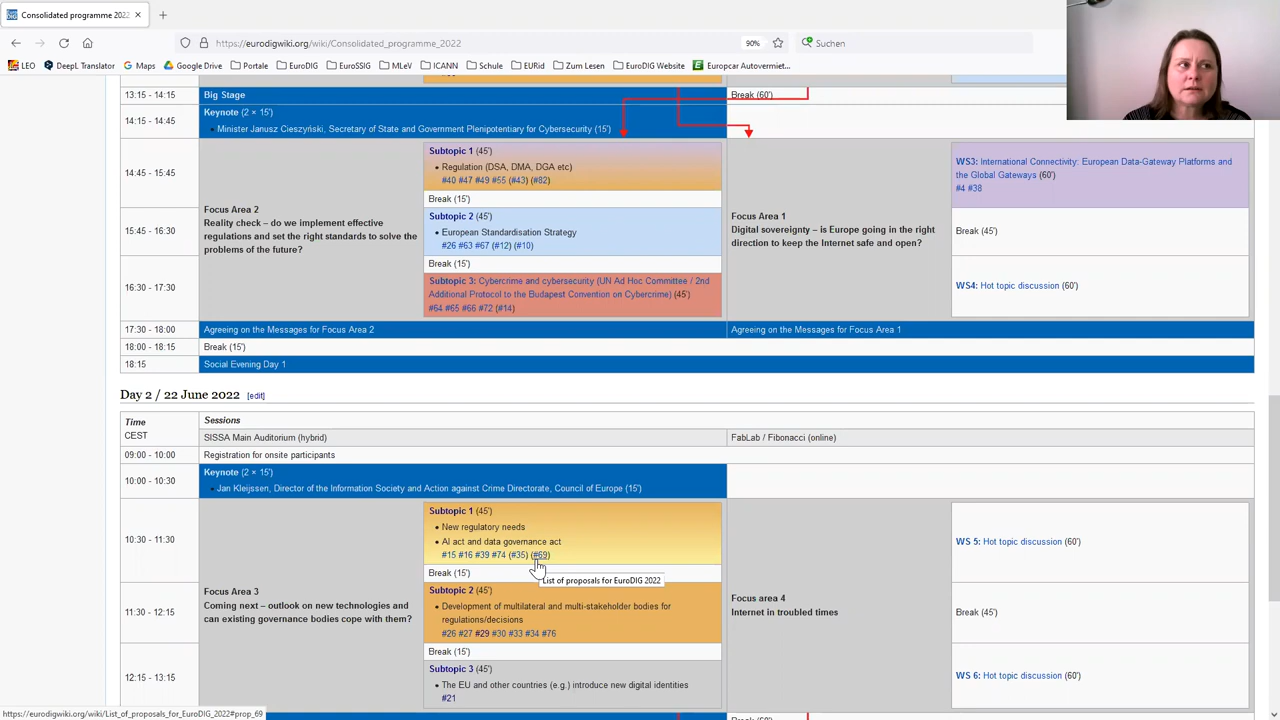 Consolidated programme 2022
https://eurodigwiki.org/wiki/Consolidated_programme_2022
90%
Suchen
LEO
DeepL Translator
Maps
Google Drive
Portale
EuroDIG
EuroSSIG
MLeV
ICANN
Schule
EURid
Zum Lesen
EuroDIG Website
Europcar Autovermiet...
13:15 - 14:15
Big Stage
Break (60')
14:15 - 14:45
Keynote (2 × 15')
Minister Janusz Cieszyński, Secretary of State and Government Plenipotentiary for Cybersecurity (15')
14:45 - 15:45
15:45 - 16:30
16:30 - 17:30
Focus Area 2
Reality check – do we implement effective
regulations and set the right standards to solve the
problems of the future?
Subtopic 1 (45')
• Regulation (DSA, DMA, DGA etc)
#40 #47 #49 #55 (#43) (#82)
Break (15')
Subtopic 2 (45')
• European Standardisation Strategy
#26 #63 #67 (#12) (#10)
Break (15')
Subtopic 3: Cybercrime and cybersecurity (UN Ad Hoc Committee / 2nd
Additional Protocol to the Budapest Convention on Cybercrime) (45')
#64 #65 #66 #72 (#14)
Focus Area 1
Digital sovereignty – is Europe going in the right
direction to keep the Internet safe and open?
WS3: International Connectivity: European Data-Gateway Platforms and
the Global Gateways (60')
#4 #38
Break (45')
WS4: Hot topic discussion (60')
17:30 - 18:00
Agreeing on the Messages for Focus Area 2
Agreeing on the Messages for Focus Area 1
18:00 - 18:15
Break (15')
18:15
Social Evening Day 1
Day 2 / 22 June 2022 [edit]
Time
CEST
Sessions
SISSA Main Auditorium (hybrid)
FabLab / Fibonacci (online)
09:00 - 10:00
Registration for onsite participants
10:00 - 10:30
Keynote (2 × 15')
Jan Kleijssen, Director of the Information Society and Action against Crime Directorate, Council of Europe (15')
10:30 - 11:30
11:30 - 12:15
12:15 - 13:15
Focus Area 3
Coming next – outlook on new technologies and
can existing governance bodies cope with them?
Subtopic 1 (45')
• New regulatory needs
• AI act and data governance act
#15 #16 #39 #74 (#35) (#69)
Break (15')
List of proposals for EuroDIG 2022
Subtopic 2 (45')
• Development of multilateral and multi-stakeholder bodies for
regulations/decisions
#26 #27 #29 #30 #33 #34 #76
Break (15')
Subtopic 3 (45')
• The EU and other countries (e.g.) introduce new digital identities
#21
Focus area 4
Internet in troubled times
WS 5: Hot topic discussion (60')
Break (45')
WS 6: Hot topic discussion (60')
https://eurodigwiki.org/wiki/List_of_proposals_for_EuroDIG_2022#prop_69